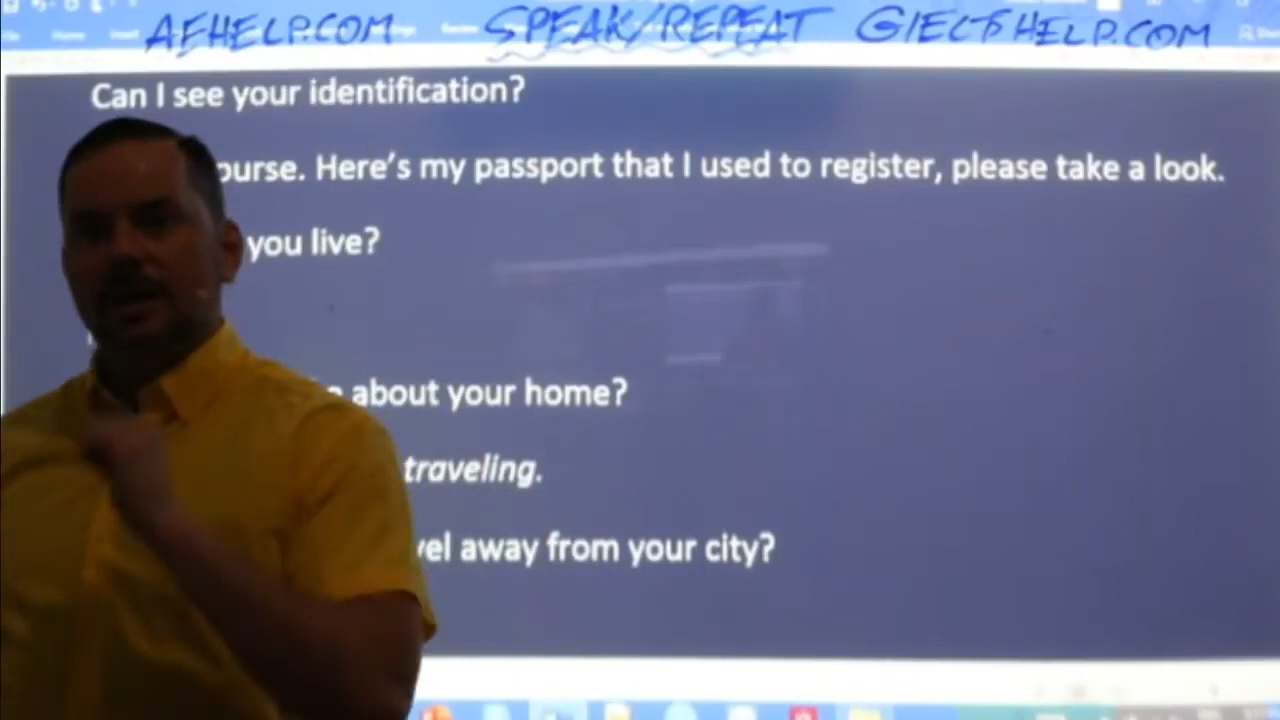 AEHELP.COM SPEAK/REPEAT GIELTSHELP.COM
Can I see your identification?
ourse. Here's my passport that I used to register, please take a look.
you live?
about your home?
traveling.
vel away from your city?